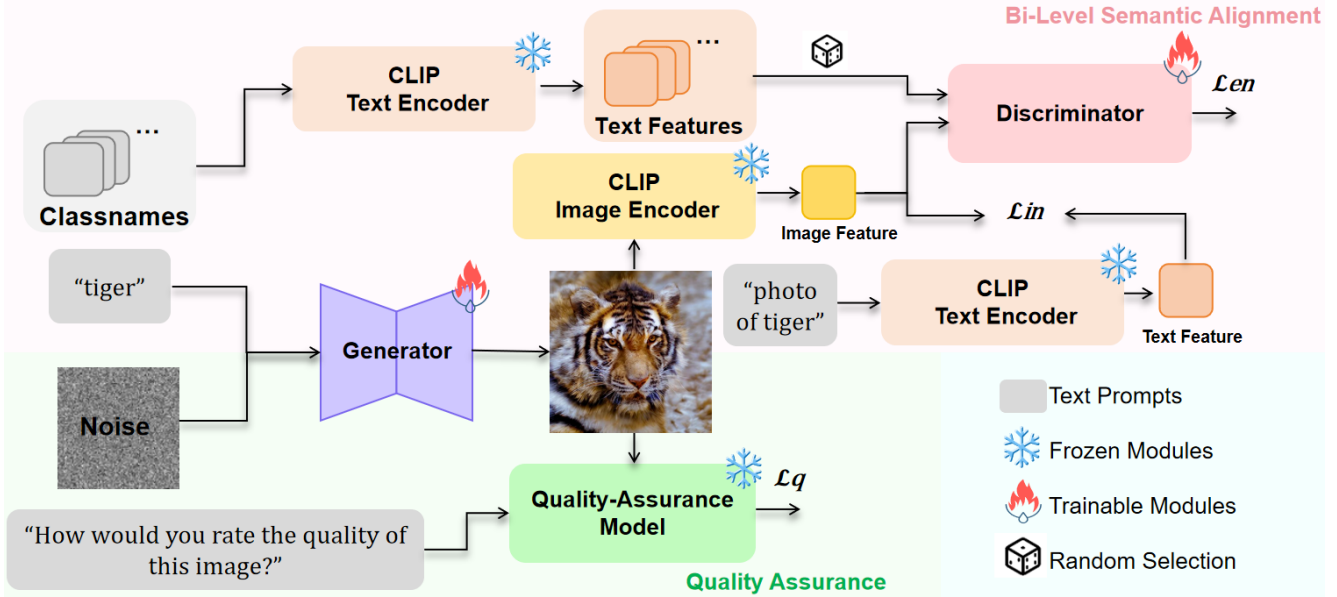 Bi-Level Semantic Alignment
CLIP
Text Encoder
...
Text Features
Discriminator
ℒen
...
Classnames
CLIP
Image Encoder
Image Feature
ℒin
"tiger"
Generator
"photo
of tiger"
CLIP
Text Encoder
Text Feature
Noise
Text Prompts
Frozen Modules
Quality-Assurance
Model
ℒq
Trainable Modules
"How would you rate the quality of
this image?"
Random Selection
Quality Assurance